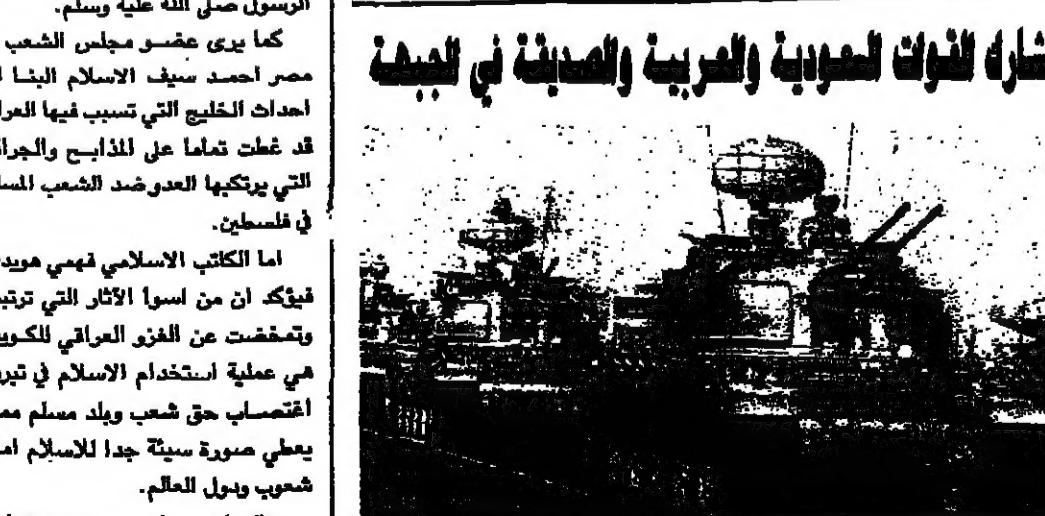 شارك القوات السعودية والعربية والصديقة في الجبهة
الرسول صلى الله عليه وسلم.
كما يرى عضو مجلس الشعب
مصر احمد سيف الاسلام البنا
احداث الخليج التي تسبب فيها العرا
قد غطت تماما على المذابح والجرا
التي يرتكبها العدو ضد الشعب المسا
في فلسطين.
اما الكاتب الاسلامي فهمي هويد
فيؤكد ان من اسوأ الآثار التي ترتب
وتمخضت عن الغزو العراقي للكوي
هي عملية استخدام الاسلام في تبر
اغتصاب حق شعب وبلد مسلم مم
يعطي صورة سيئة جدا للاسلام ام
شعوب ودول العالم.